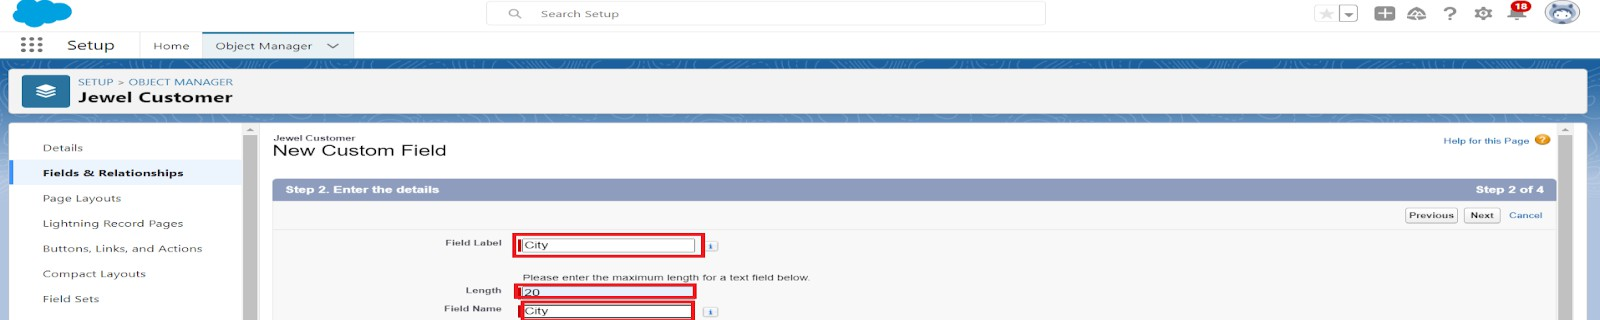 Search Setup
18
Setup
Home
Object Manager
SETUP > OBJECT MANAGER
Jewel Customer
Details
Fields & Relationships
Page Layouts
Lightning Record Pages
Buttons, Links, and Actions
Compact Layouts
Field Sets
Jewel Customer
New Custom Field
Help for this Page ?
Step 2. Enter the details
Step 2 of 4
Previous Next Cancel
Field Label City i
Please enter the maximum length for a text field below.
Length 20
Field Name City i